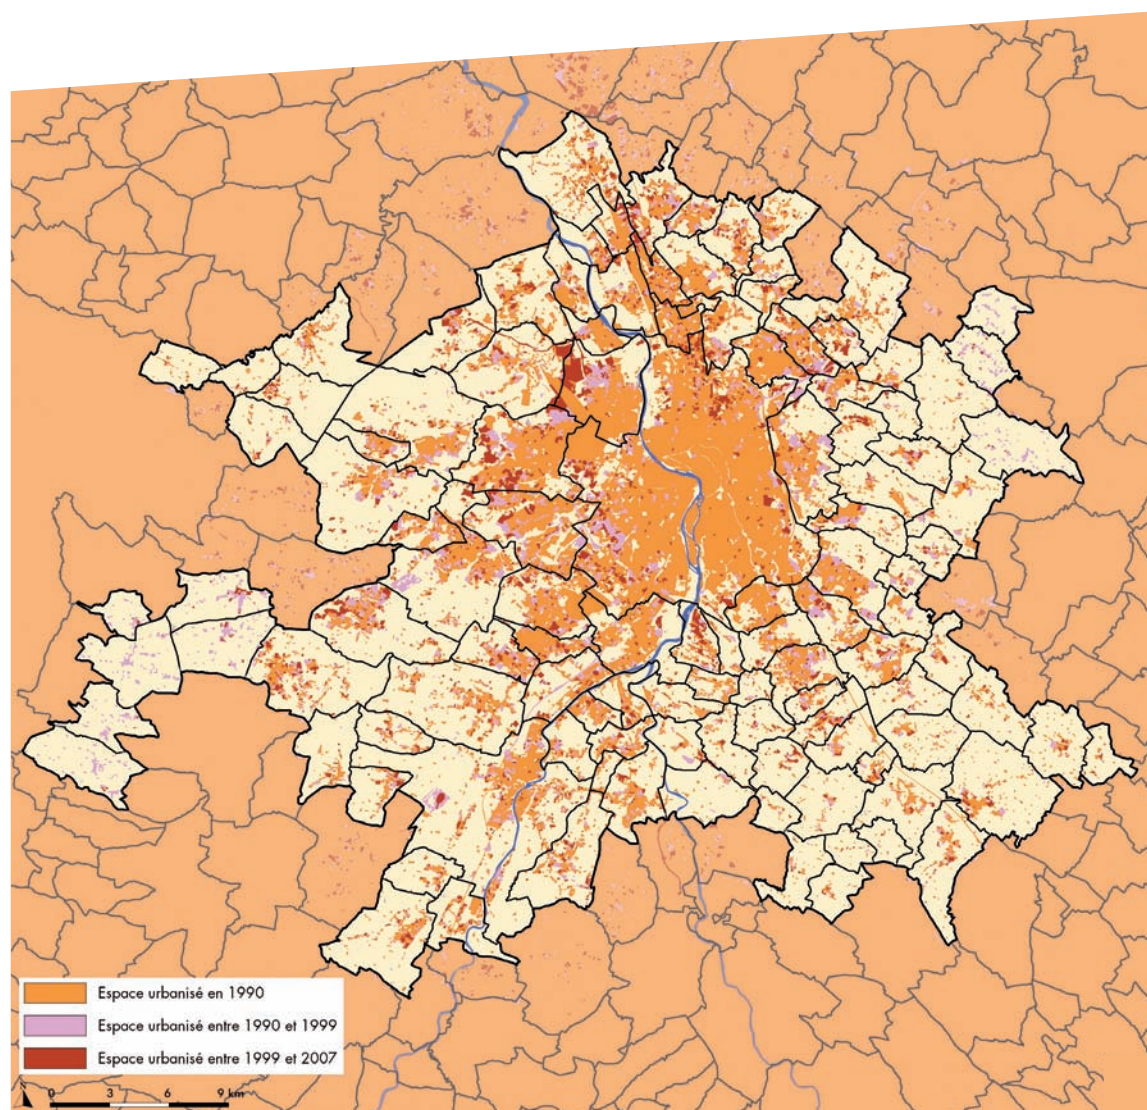 Espace urbanisé en 1990
Espace urbanisé entre 1990 et 1999
Espace urbanisé entre 1999 et 2007
N
0 3 6 9 km